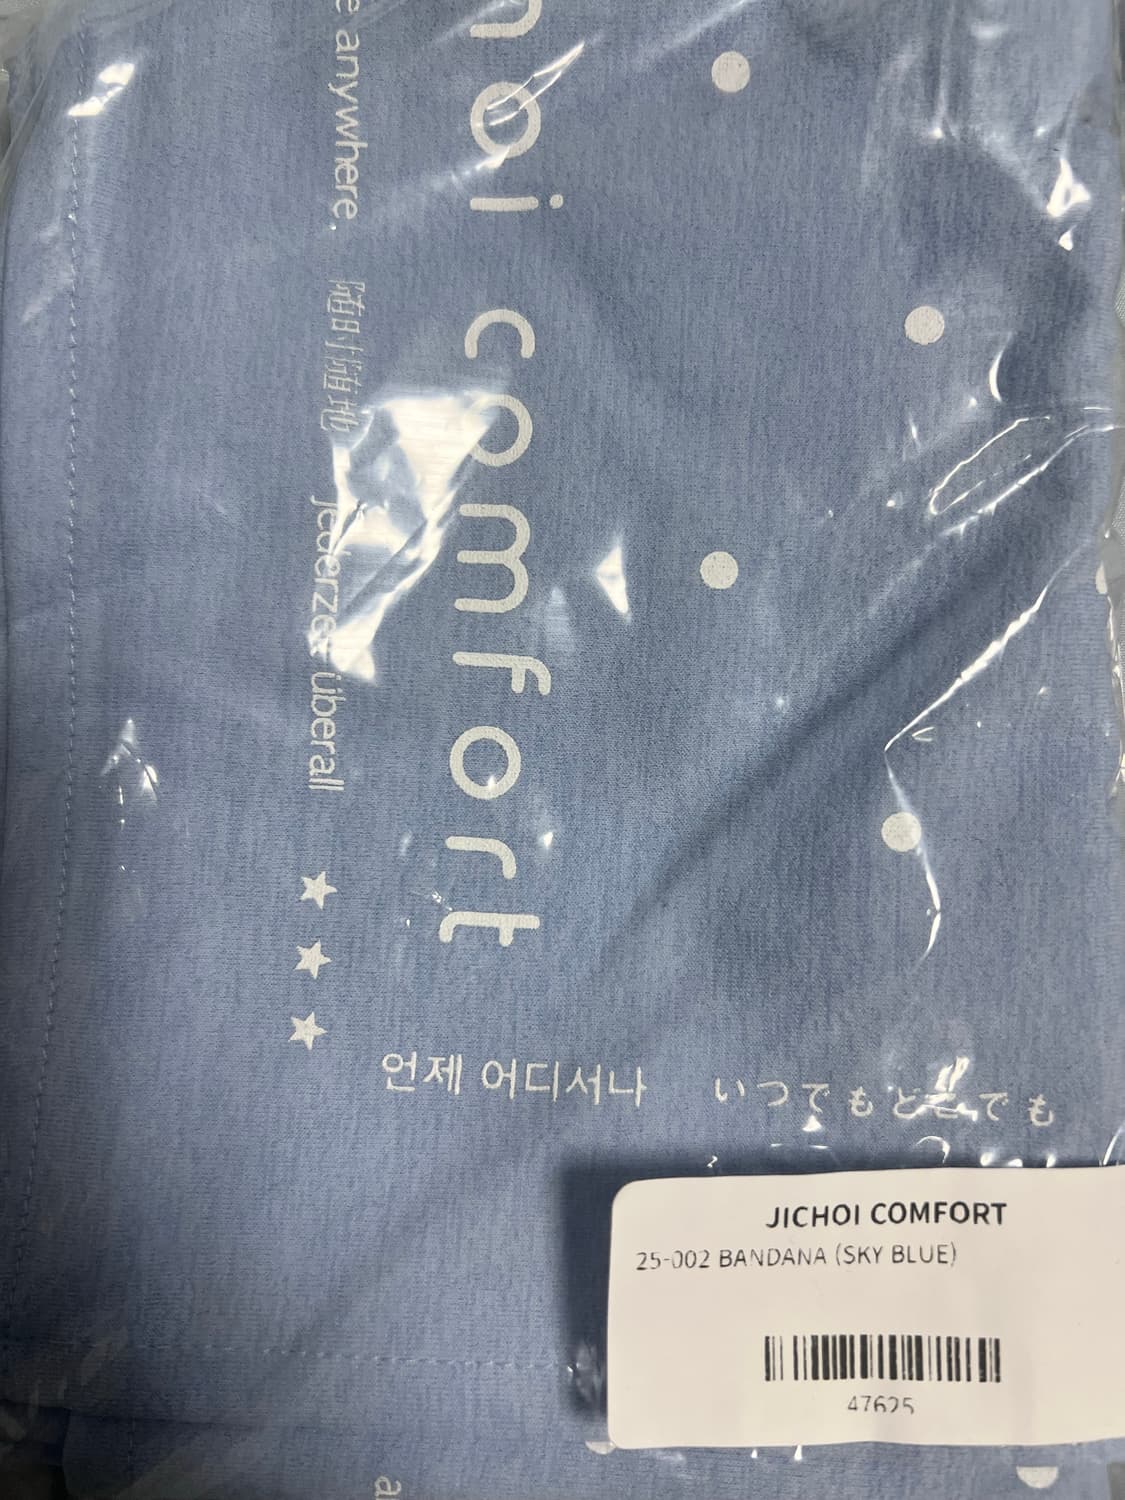 anywhere. 随时随地 jederzeit überall
hoi comfort
언제 어디서나 いつでもどこでも
JICHOI COMFORT
25-002 BANDANA (SKY BLUE)
47625